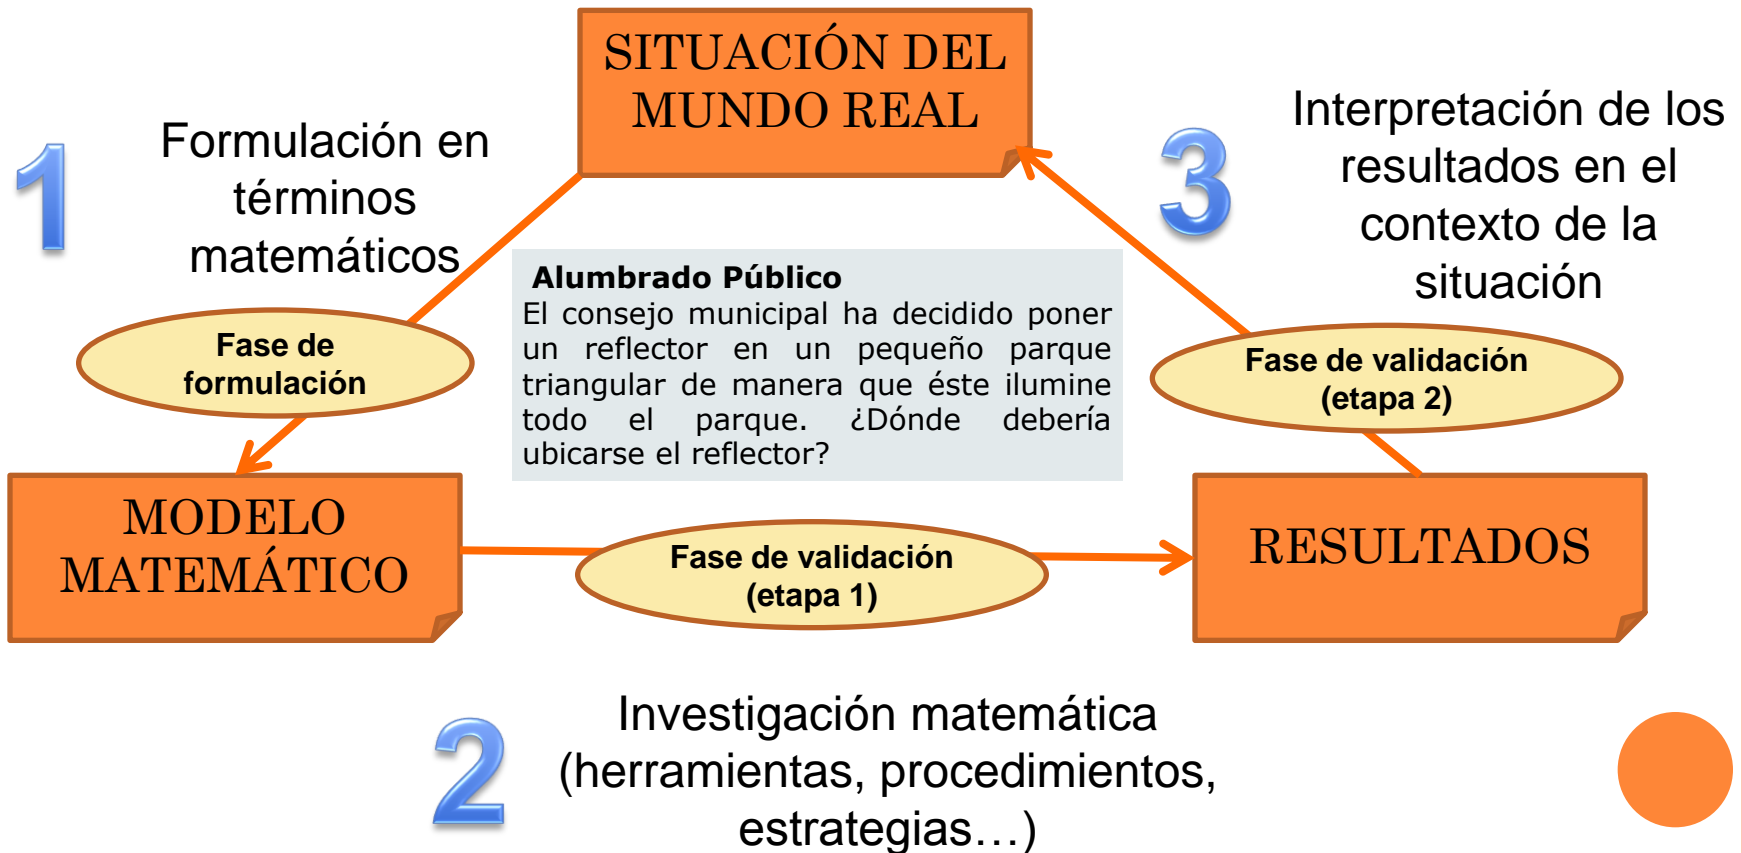 SITUACIÓN DEL
MUNDO REAL
1
Formulación en
términos
matemáticos
3
Interpretación de los
resultados en el
contexto de la
situación
Alumbrado Público
El consejo municipal ha decidido poner
un reflector en un pequeño parque
triangular de manera que éste ilumine
todo el parque. ¿Dónde debería
ubicarse el reflector?
Fase de
formulación
Fase de validación
(etapa 2)
MODELO
MATEMÁTICO
Fase de validación
(etapa 1)
RESULTADOS
2
Investigación matemática
(herramientas, procedimientos,
estrategias…)